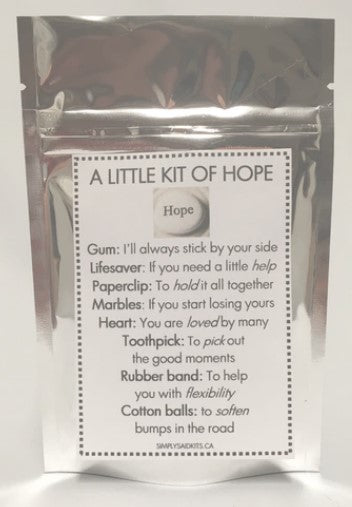 A LITTLE KIT OF HOPE
Hope
Gum: I'll always stick by your side
Lifesaver: If you need a little help
Paperclip: To hold it all together
Marbles: If you start losing yours
Heart: You are loved by many
Toothpick: To pick out
the good moments
Rubber band: To help
you with flexibility
Cotton balls: to soften
bumps in the road
SIMPLYSAIDKITS.CA